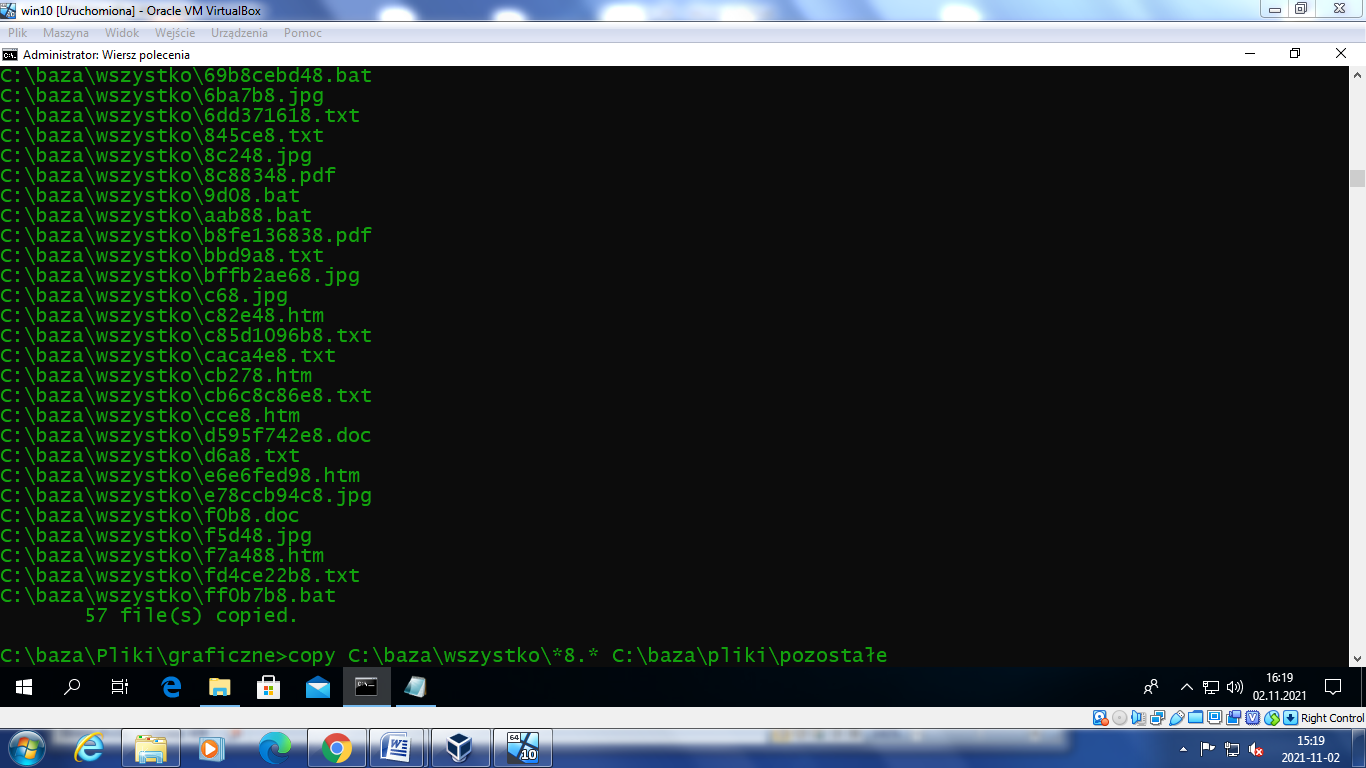 win10 [Uruchomiona] - Oracle VM VirtualBox
Plik Maszyna Widok Wejście Urządzenia Pomoc
Administrator: Wiersz polecenia
C:\baza\wszystko\69b8cebd48.bat
C:\baza\wszystko\6ba7b8.jpg
C:\baza\wszystko\6dd371618.txt
C:\baza\wszystko\845ce8.txt
C:\baza\wszystko\8c248.jpg
C:\baza\wszystko\8c88348.pdf
C:\baza\wszystko\9d08.bat
C:\baza\wszystko\aab88.bat
C:\baza\wszystko\b8fe136838.pdf
C:\baza\wszystko\bbd9a8.txt
C:\baza\wszystko\bffb2ae68.jpg
C:\baza\wszystko\c68.jpg
C:\baza\wszystko\c82e48.htm
C:\baza\wszystko\c85d1096b8.txt
C:\baza\wszystko\caca4e8.txt
C:\baza\wszystko\cb278.htm
C:\baza\wszystko\cb6c8c86e8.txt
C:\baza\wszystko\cce8.htm
C:\baza\wszystko\d595f742e8.doc
C:\baza\wszystko\d6a8.txt
C:\baza\wszystko\e6e6fed98.htm
C:\baza\wszystko\e78ccb94c8.jpg
C:\baza\wszystko\f0b8.doc
C:\baza\wszystko\f5d48.jpg
C:\baza\wszystko\f7a488.htm
C:\baza\wszystko\fd4ce22b8.txt
C:\baza\wszystko\ff0b7b8.bat
57 file(s) copied.
C:\baza\Pliki\graficzne>copy C:\baza\wszystko\*8.* C:\baza\pliki\pozostałe
16:19
02.11.2021
Right Control
64
10
15:19
2021-11-02